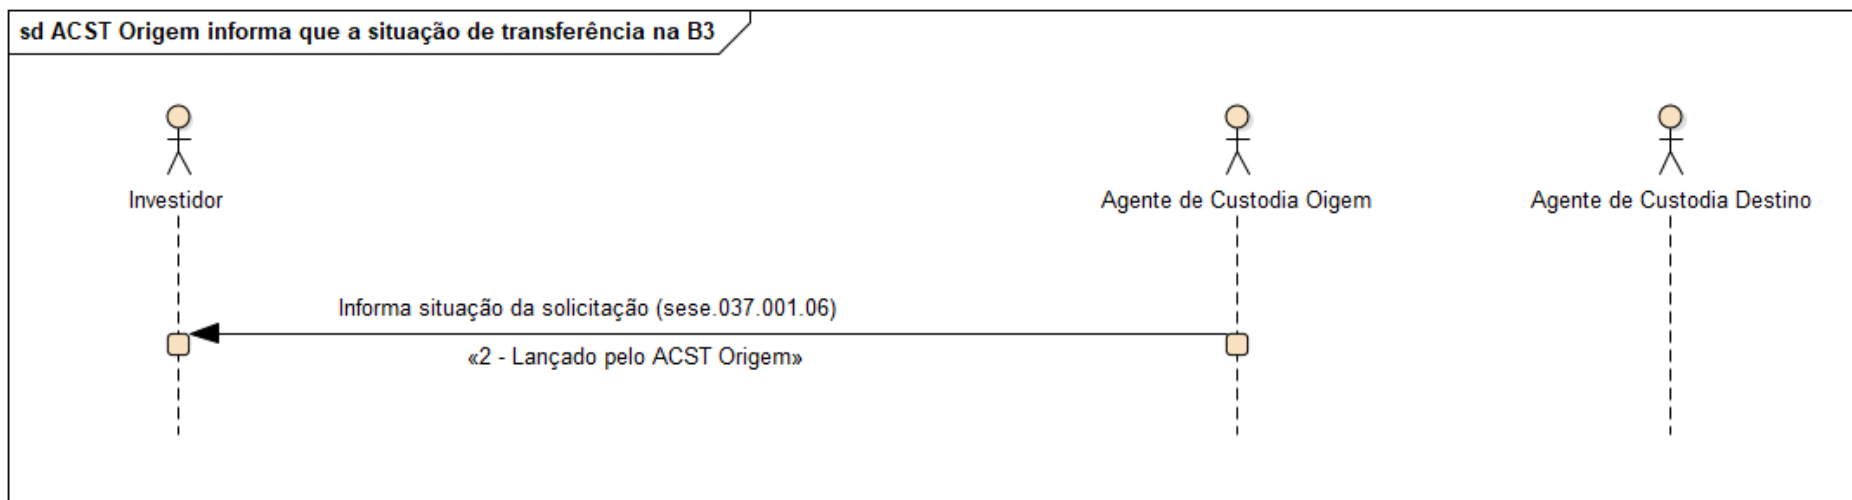 sd ACST Origem informa que a situação de transferência na B3
Investidor
Agente de Custodia Oigem
Agente de Custodia Destino
Informa situação da solicitação (sese.037.001.06)
«2 - Lançado pelo ACST Origem»